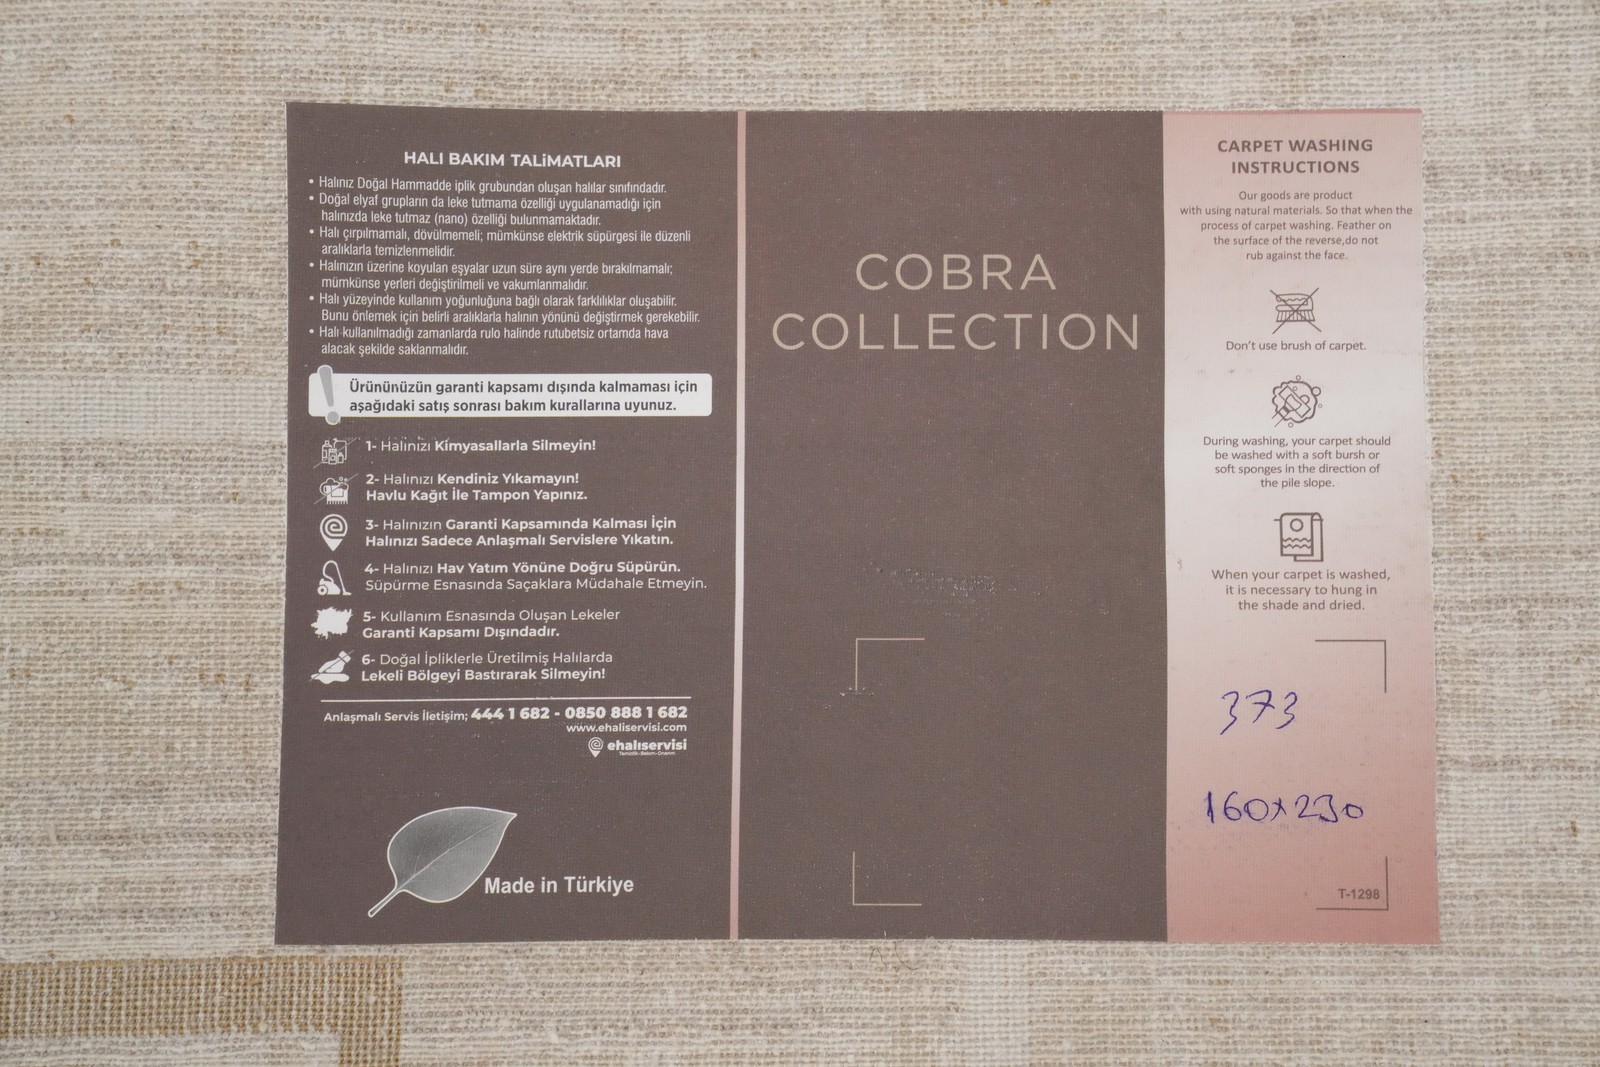 HALI BAKIM TALiMATLARI
• Halınız Doğal Hammadde iplik grubundan oluşan halılar sınıfındadır.
• Doğal elyaf grupların da leke tutmama özelliği uygulanamadığı için
halınızda leke tutmaz (nano) özelliği bulunmamaktadır.
• Halı çırpılmamalı, dövülmemeli; mümkünse elektrik süpürgesi ile düzenli
aralıklarla temizlenmelidir.
• Halınızın üzerine koyulan eşyalar uzun süre aynı yerde bırakılmamalı;
mümkünse yerleri değiştirilmeli ve vakumlanmalıdır.
• Halı yüzeyinde kullanım yoğunluğuna bağlı olarak farklılıklar oluşabilir.
Bunu önlemek için belirli aralıklarla halının yönünü değiştirmek gerekebilir.
• Halı kullanılmadığı zamanlarda rulo halinde rutubetsiz ortamda hava
alacak şekilde saklanmalıdır.
Ürününüzün garanti kapsamı dışında kalmaması için
aşağıdaki satış sonrası bakım kurallarına uyunuz.
1- Halınızı Kimyasallarla Silmeyin!
2- Halınızı Kendiniz Yıkamayın!
Havlu Kağıt İle Tampon Yapınız.
3- Halınızın Garanti Kapsamında Kalması İçin
Halınızı Sadece Anlaşmalı Servislere Yıkatın.
4- Halınızı Hav Yatım Yönüne Doğru Süpürün.
Süpürme Esnasında Saçaklara Müdahale Etmeyin.
5- Kullanım Esnasında Oluşan Lekeler
Garanti Kapsamı Dışındadır.
6- Doğal İpliklerle Üretilmiş Halılarda
Lekeli Bölgeyi Bastırarak Silmeyin!
Anlaşmalı Servis İletişim; 444 1 682 - 0850 888 1 682
www.ehaliservisi.com
ehalıservisi
Temizlik-Bakım-Onarım
Made in Türkiye
COBRA
COLLECTION
CARPET WASHING
INSTRUCTIONS
Our goods are product
with using natural materials. So that when the
process of carpet washing. Feather on
the surface of the reverse,do not
rub against the face.
Don't use brush of carpet.
During washing, your carpet should
be washed with a soft bursh or
soft sponges in the direction of
the pile slope.
When your carpet is washed,
it is necessary to hung in
the shade and dried.
373
160x230
T-1298